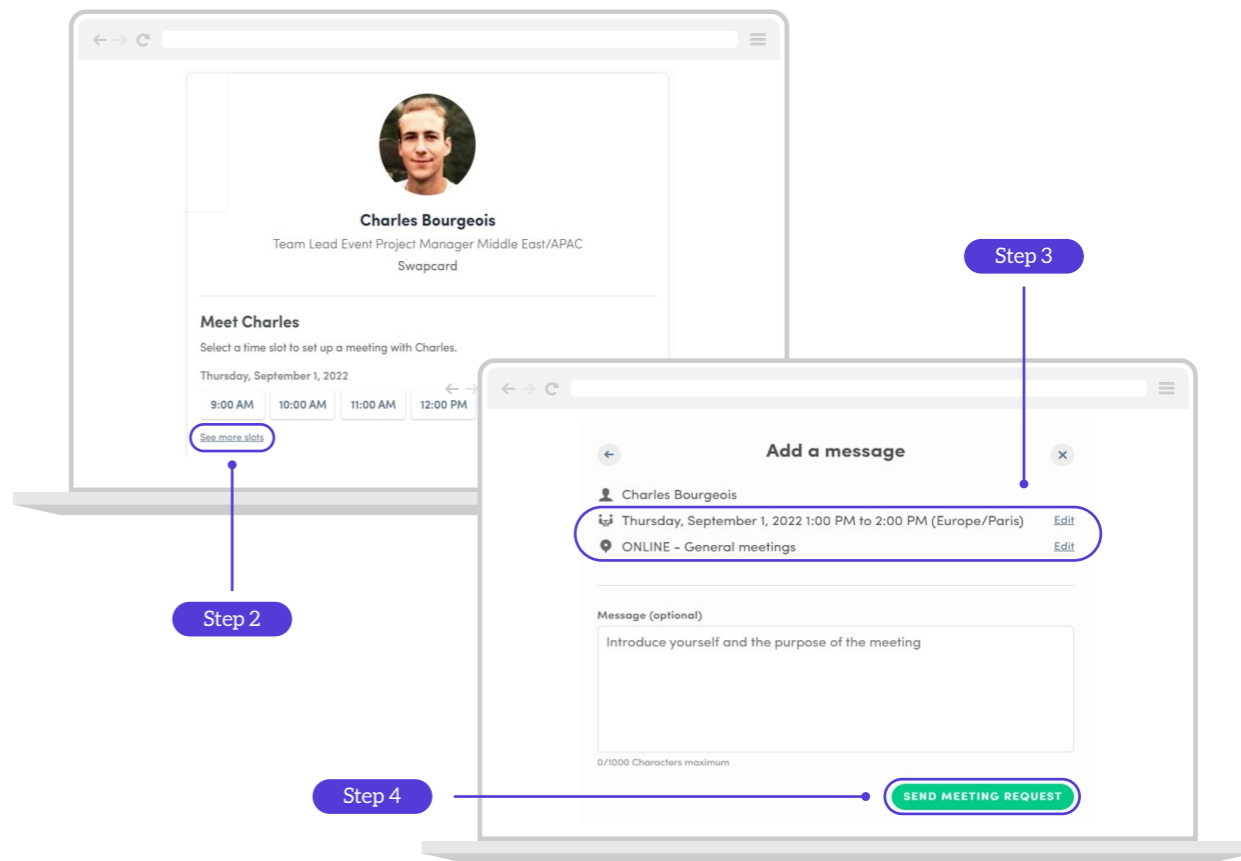 Charles Bourgeois
Team Lead Event Project Manager Middle East/APAC
Swapcard
Meet Charles
Select a time slot to set up a meeting with Charles.
Thursday, September 1, 2022
9:00 AM 10:00 AM 11:00 AM 12:00 PM
See more slots
Step 2
Step 3
Add a message
Charles Bourgeois
Thursday, September 1, 2022 1:00 PM to 2:00 PM (Europe/Paris) Edit
ONLINE - General meetings Edit
Message (optional)
Introduce yourself and the purpose of the meeting
0/1000 Characters maximum
Step 4
SEND MEETING REQUEST